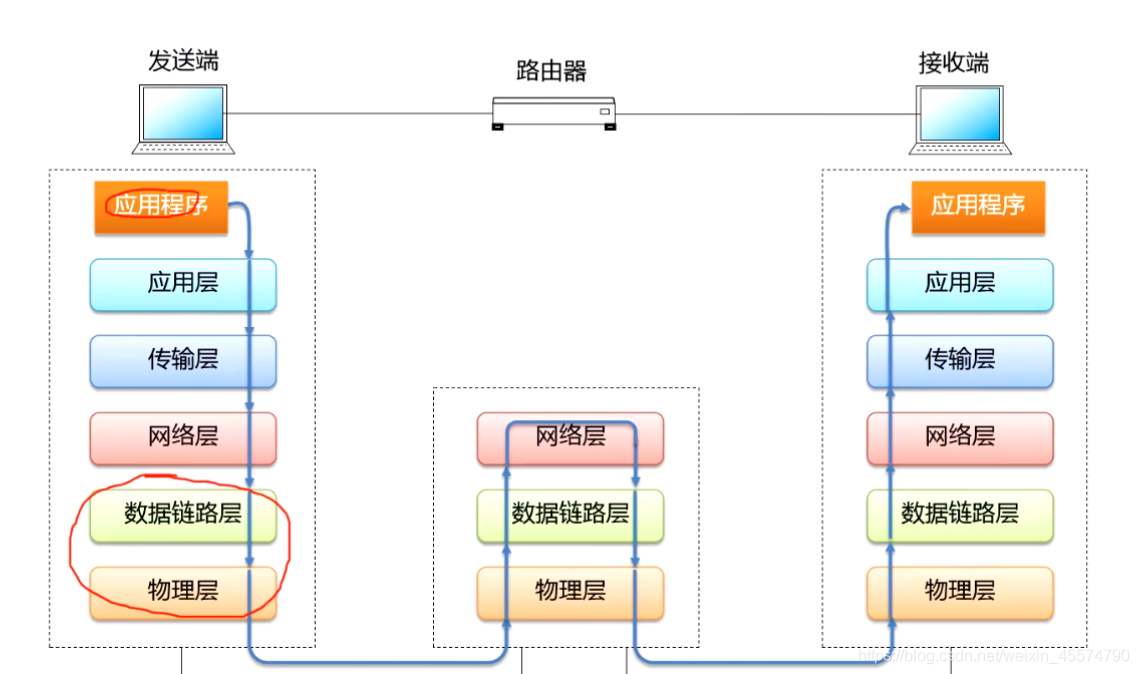 发送端
路由器
接收端
应用程序
应用程序
应用层
应用层
传输层
传输层
网络层
网络层
网络层
数据链路层
数据链路层
数据链路层
物理层
物理层
物理层
https://blog.csdn.net/weixin_45574790